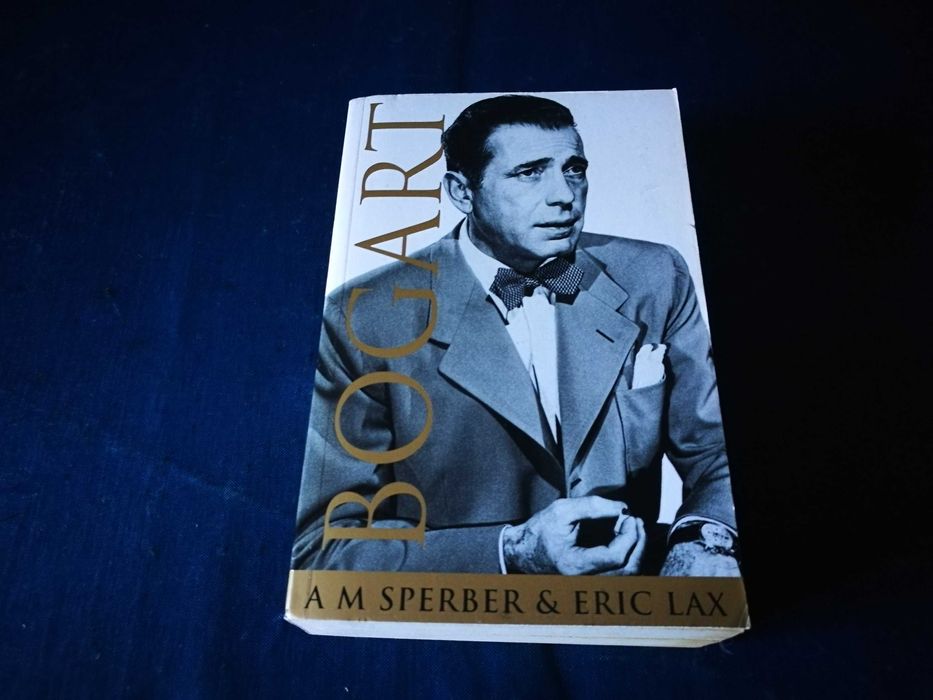 BOGART
A M SPERBER & ERIC LAX